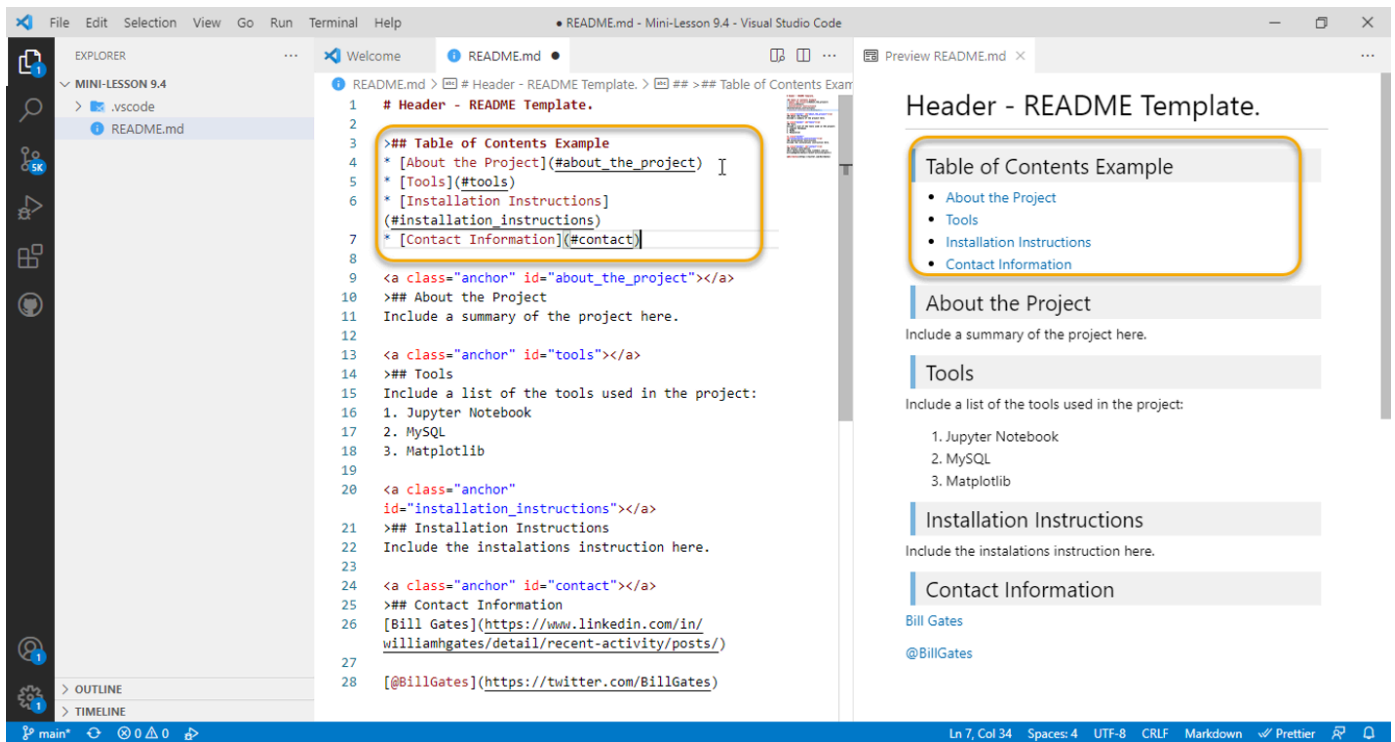 File Edit Selection View Go Run Terminal Help
● README.md - Mini-Lesson 9.4 - Visual Studio Code
EXPLORER
MINI-LESSON 9.4
.vscode
README.md
OUTLINE
TIMELINE
1
5K
1
1
Welcome
README.md ●
README.md > # Header - README Template. > ## >## Table of Contents Exam
1 # Header - README Template.
2
3 >## Table of Contents Example
4 * [About the Project](#about_the_project)
5 * [Tools](#tools)
6 * [Installation Instructions]
(#installation_instructions)
7 * [Contact Information](#contact)
8
9 <a class="anchor" id="about_the_project"></a>
10 >## About the Project
11 Include a summary of the project here.
12
13 <a class="anchor" id="tools"></a>
14 >## Tools
15 Include a list of the tools used in the project:
16 1. Jupyter Notebook
17 2. MySQL
18 3. Matplotlib
19
20 <a class="anchor"
id="installation_instructions"></a>
21 >## Installation Instructions
22 Include the instalations instruction here.
23
24 <a class="anchor" id="contact"></a>
25 >## Contact Information
26 [Bill Gates](https://www.linkedin.com/in/
williamhgates/detail/recent-activity/posts/)
27
28 [@BillGates](https://twitter.com/BillGates)
Preview README.md
Header - README Template.
Table of Contents Example
• About the Project
• Tools
• Installation Instructions
• Contact Information
About the Project
Include a summary of the project here.
Tools
Include a list of the tools used in the project:
1. Jupyter Notebook
2. MySQL
3. Matplotlib
Installation Instructions
Include the instalations instruction here.
Contact Information
Bill Gates
@BillGates
main* 0 0 Ln 7, Col 34 Spaces: 4 UTF-8 CRLF Markdown Prettier